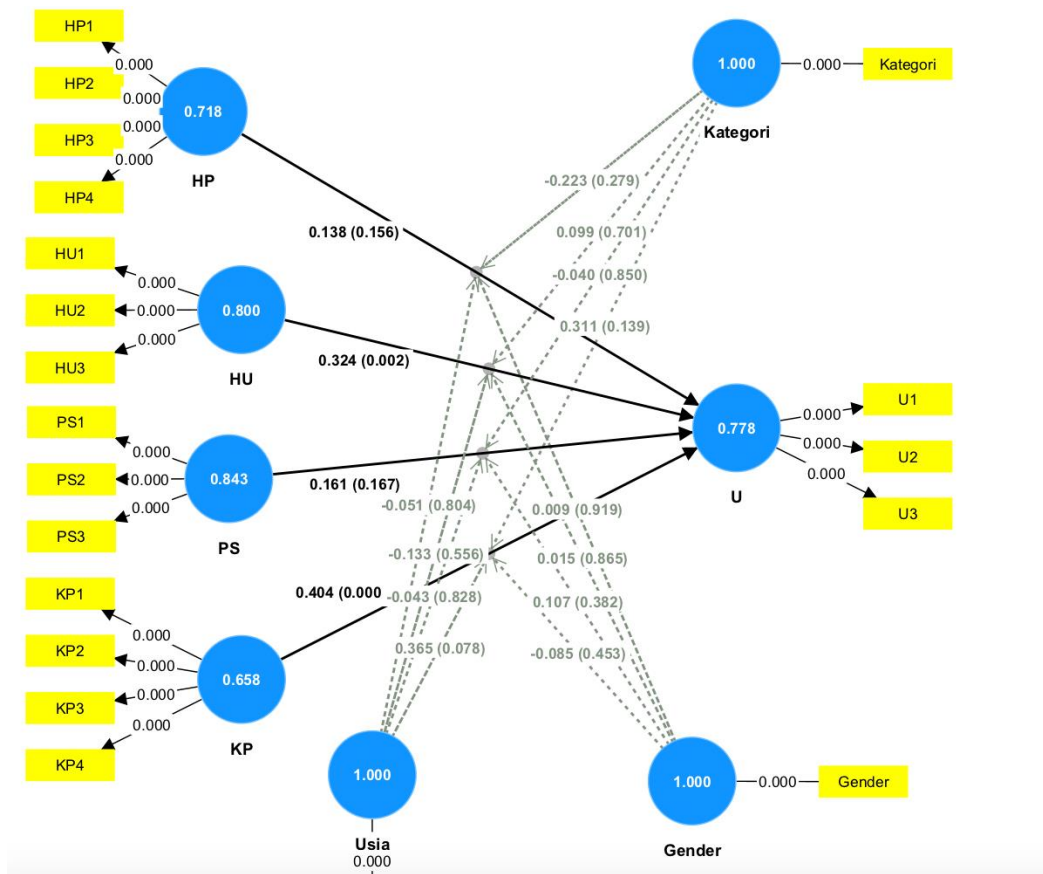 HP1
0.000
HP2
0.000
0.718
HP3
0.000
0.000
HP4
HP
1.000
0.000
Kategori
Kategori
-0.223 (0.279)
0.099 (0.701)
-0.040 (0.850)
0.311 (0.139)
0.138 (0.156)
HU1
0.000
HU2
0.000
0.800
HU3
0.000
HU
0.324 (0.002)
PS1
0.000
PS2
0.000
0.843
PS3
0.000
PS
0.161 (0.167)
0.778
U
0.000
U1
0.000
U2
0.000
U3
-0.051 (0.804)
0.009 (0.919)
-0.133 (0.556)
0.015 (0.865)
0.404 (0.000
-0.043 (0.828)
0.107 (0.382)
0.365 (0.078)
-0.085 (0.453)
KP1
0.000
KP2
0.000
0.658
KP3
0.000
0.000
KP4
KP
1.000
Usia
0.000
1.000
Gender
0.000
Gender